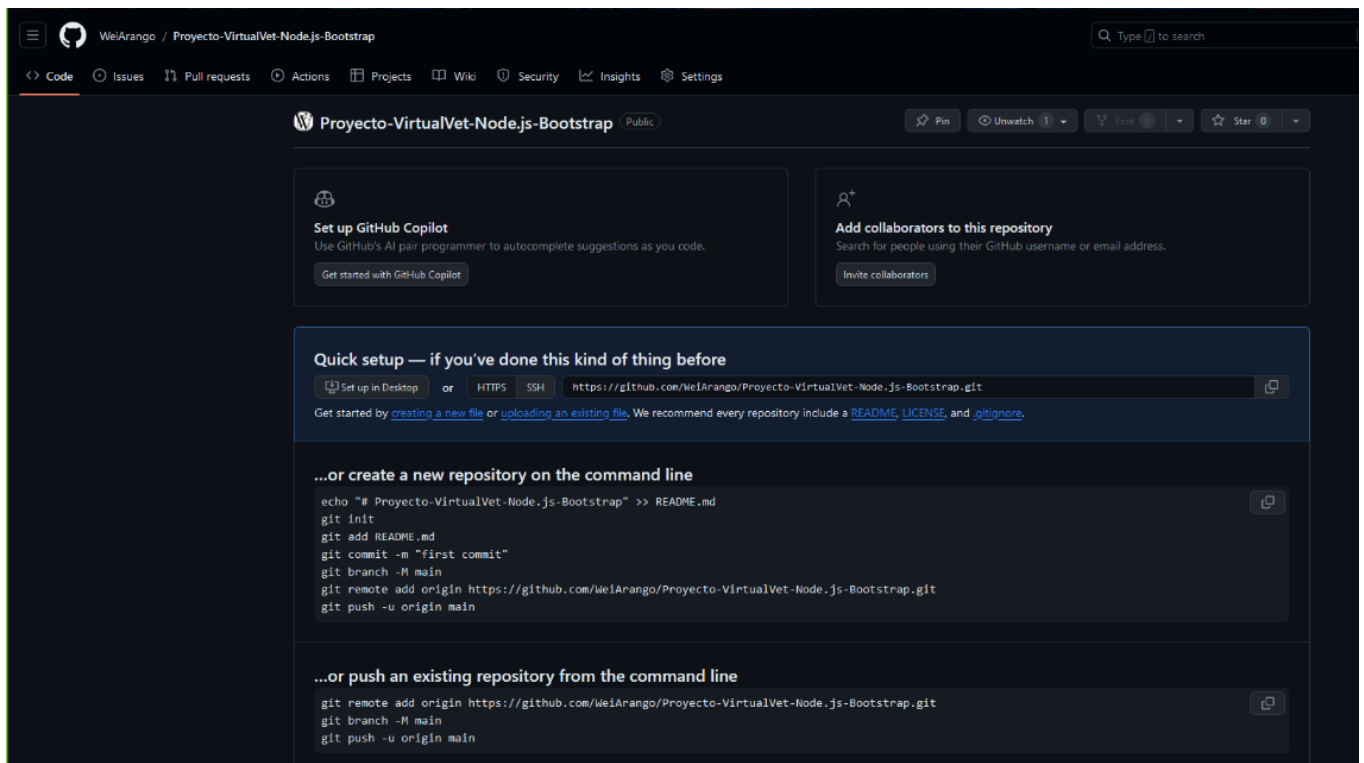 WeiArango / Proyecto-VirtualVet-Node.js-Bootstrap
Type / to search
<> Code Issues Pull requests Actions Projects Wiki Security Insights Settings
Proyecto-VirtualVet-Node.js-Bootstrap Public
Pin Unwatch 1 Fork 0 Star 0
Set up GitHub Copilot
Use GitHub's AI pair programmer to autocomplete suggestions as you code.
Get started with GitHub Copilot
Add collaborators to this repository
Search for people using their GitHub username or email address.
Invite collaborators
Quick setup — if you've done this kind of thing before
Set up in Desktop or HTTPS SSH https://github.com/WeiArango/Proyecto-VirtualVet-Node.js-Bootstrap.git
Get started by creating a new file or uploading an existing file. We recommend every repository include a README, LICENSE, and .gitignore.
...or create a new repository on the command line
echo "# Proyecto-VirtualVet-Node.js-Bootstrap" >> README.md
git init
git add README.md
git commit -m "first commit"
git branch -M main
git remote add origin https://github.com/WeiArango/Proyecto-VirtualVet-Node.js-Bootstrap.git
git push -u origin main
...or push an existing repository from the command line
git remote add origin https://github.com/WeiArango/Proyecto-VirtualVet-Node.js-Bootstrap.git
git branch -M main
git push -u origin main